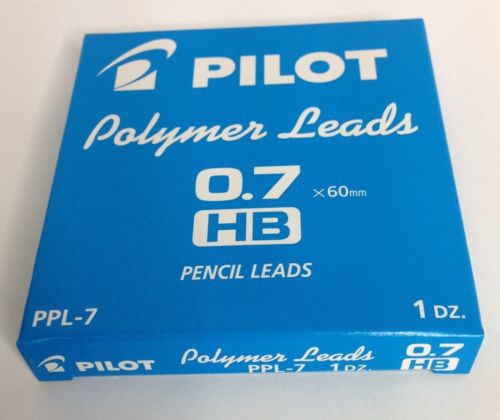 PILOT
Polymer Leads
0.7 ×60mm
HB
PENCIL LEADS
PPL-7 1 DZ.
PILOT Polymer Leads 0.7
PPL-7 1 DZ. HB